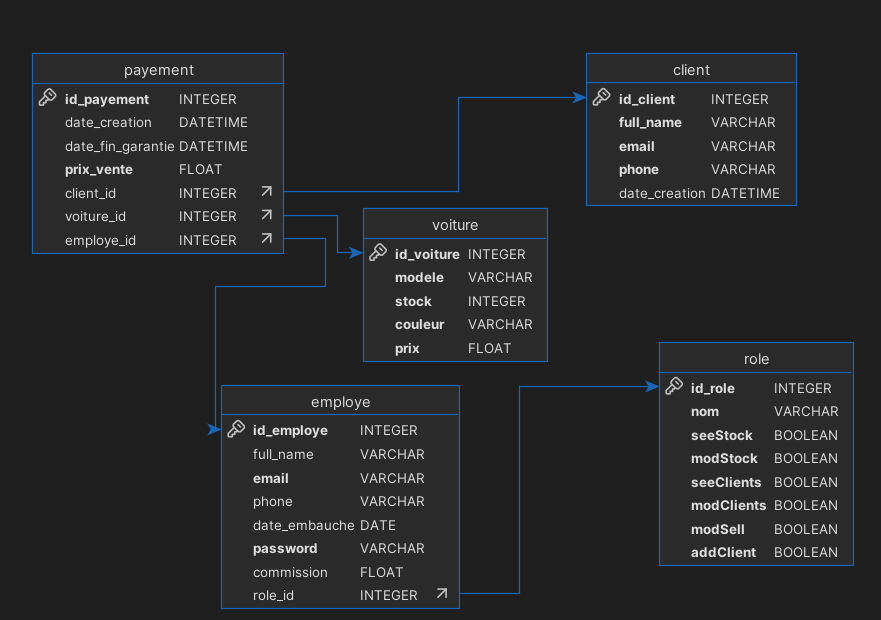 payement
id_payement INTEGER
date_creation DATETIME
date_fin_garantie DATETIME
prix_vente FLOAT
client_id INTEGER
voiture_id INTEGER
employe_id INTEGER
client
id_client INTEGER
full_name VARCHAR
email VARCHAR
phone VARCHAR
date_creation DATETIME
voiture
id_voiture INTEGER
modele VARCHAR
stock INTEGER
couleur VARCHAR
prix FLOAT
employe
id_employe INTEGER
full_name VARCHAR
email VARCHAR
phone VARCHAR
date_embauche DATE
password VARCHAR
commission FLOAT
role_id INTEGER
role
id_role INTEGER
nom VARCHAR
seeStock BOOLEAN
modStock BOOLEAN
seeClients BOOLEAN
modClients BOOLEAN
modSell BOOLEAN
addClient BOOLEAN